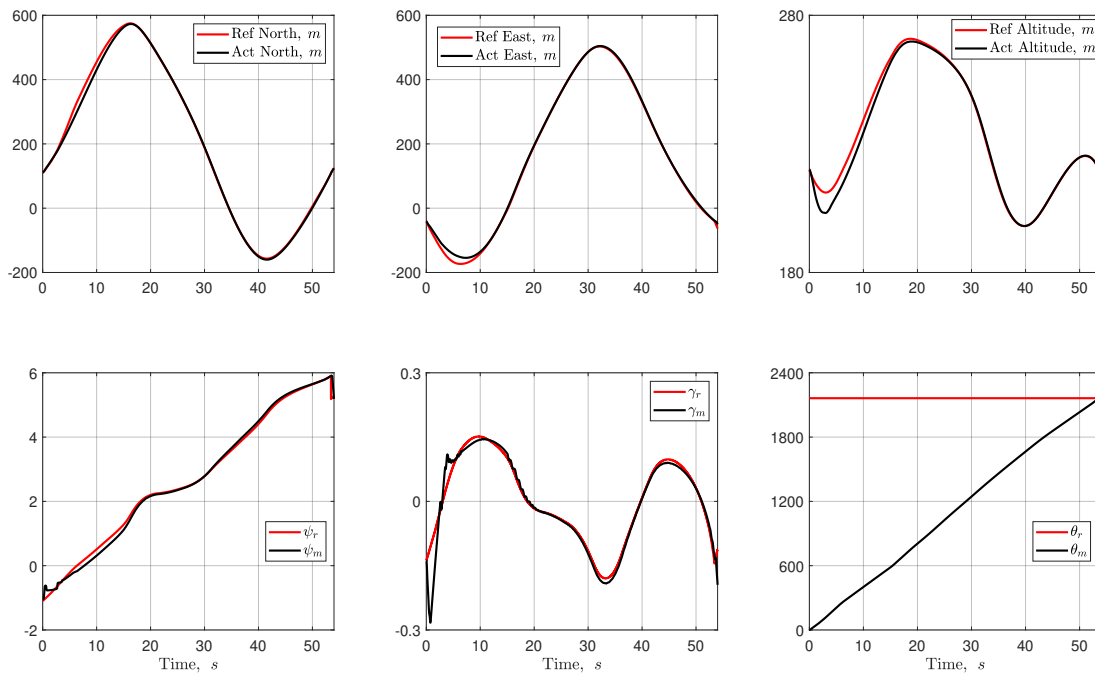 600
400
200
0
-200
0 10 20 30 40 50
Ref North, m
Act North, m
600
400
200
0
-200
0 10 20 30 40 50
Ref East, m
Act East, m
280
180
0 10 20 30 40 50
Ref Altitude, m
Act Altitude, m
6
4
2
0
-2
0 10 20 30 40 50
ψr
ψm
Time, s
0.3
0
-0.3
0 10 20 30 40 50
γr
γm
Time, s
2400
1800
1200
600
0
0 10 20 30 40 50
θr
θm
Time, s